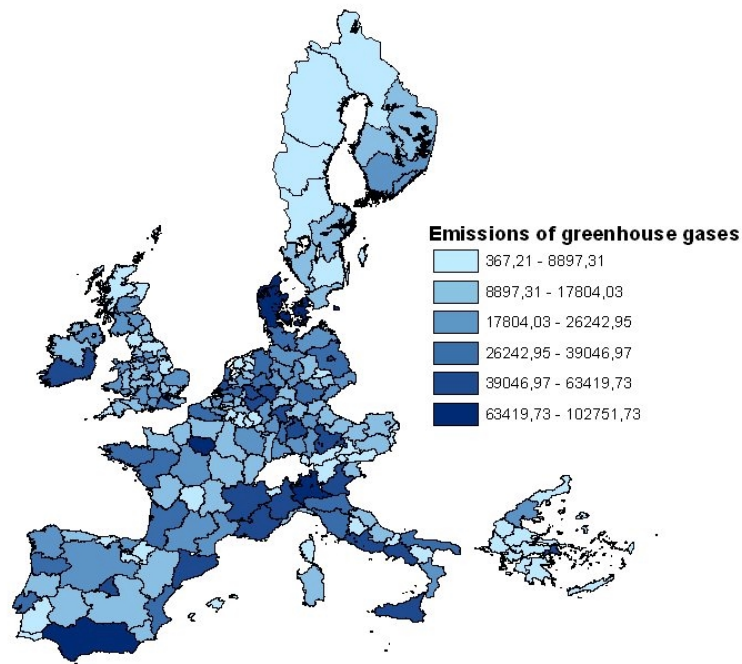 Emissions of greenhouse gases
367,21 - 8897,31
8897,31 - 17804,03
17804,03 - 26242,95
26242,95 - 39046,97
39046,97 - 63419,73
63419,73 - 102751,73